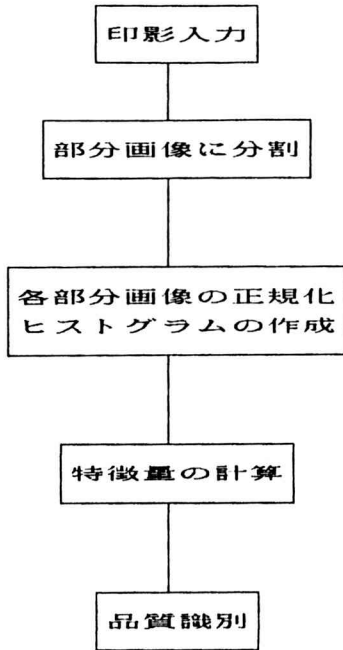 印影入力
部分画像に分割
各部分画像の正規化
ヒストグラムの作成
特徴量の計算
品質識別